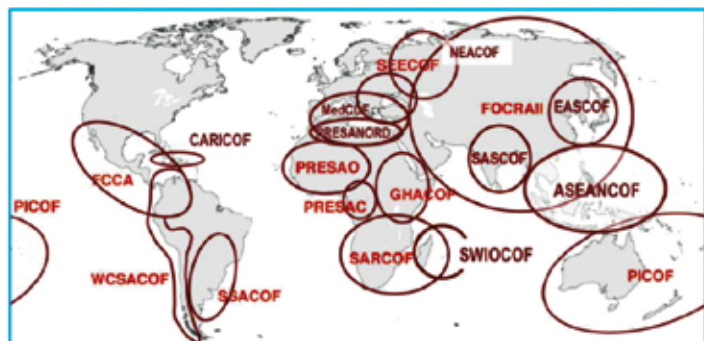 NEACOF
SEECOF
MedCOF
FOCRAII
EASCOF
PRESANORD
CARICOF
SASCOF
PRESAO
FCCA
GHACOF
ASEANCOF
PRESAC
PICOF
SARCOF
SWIOCOF
WCSACOF
PICOF
SSACOF